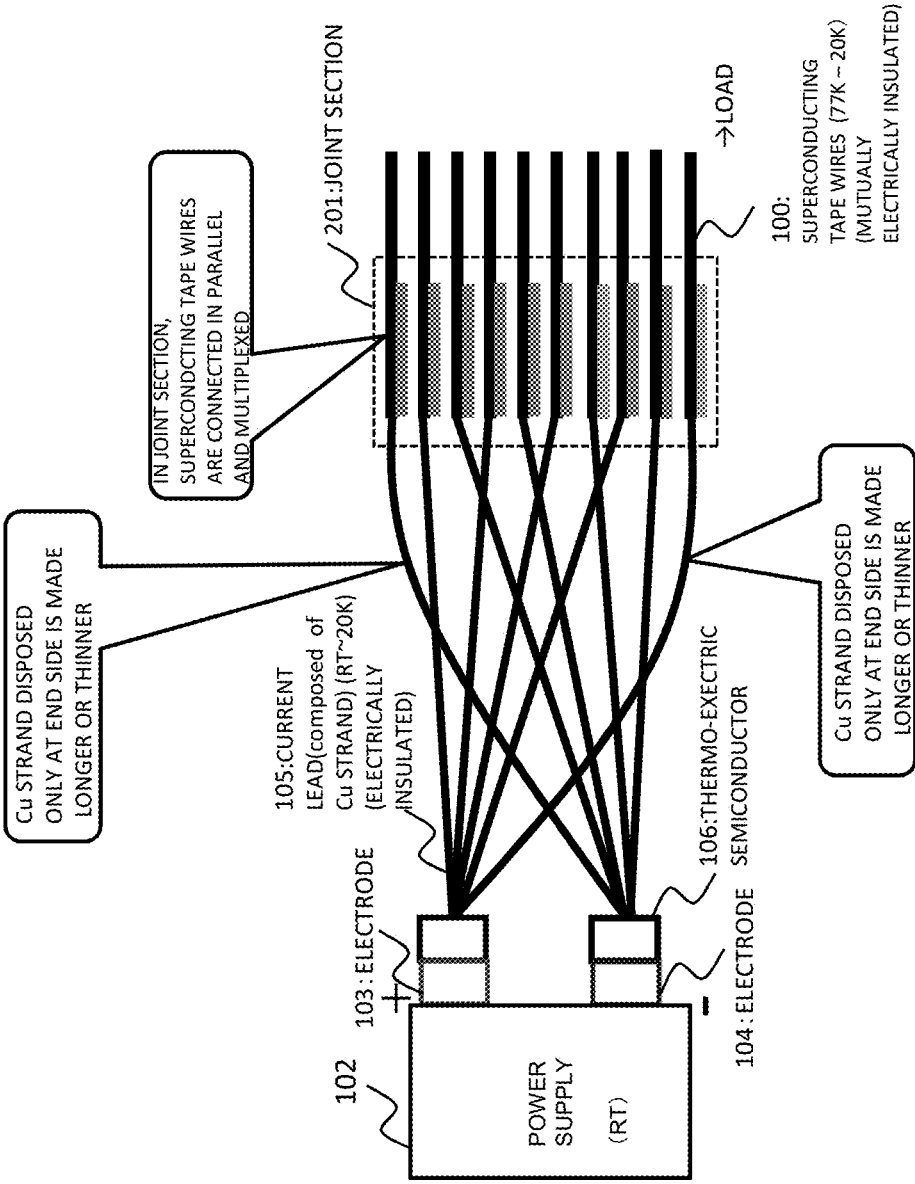 IN JOINT SECTION,
SUPERCONDCTING TAPE WIRES
ARE CONNECTED IN PARALLEL
AND MULTIPLEXED
201:JOINT SECTION
Cu STRAND DISPOSED
ONLY AT END SIDE IS MADE
LONGER OR THINNER
105:CURRENT
LEAD(composed of
Cu STRAND) (RT~20K)
(ELECTRICALLY
INSULATED)
103 : ELECTRODE
+
102
POWER
SUPPLY
(RT)
-
104 : ELECTRODE
106:THERMO-EXECTRIC
SEMICONDUCTOR
Cu STRAND DISPOSED
ONLY AT END SIDE IS MADE
LONGER OR THINNER
→LOAD
100:
SUPERCONDUCTING
TAPE WIRES (77K ~ 20K)
(MUTUALLY
ELECTRICALLY INSULATED)